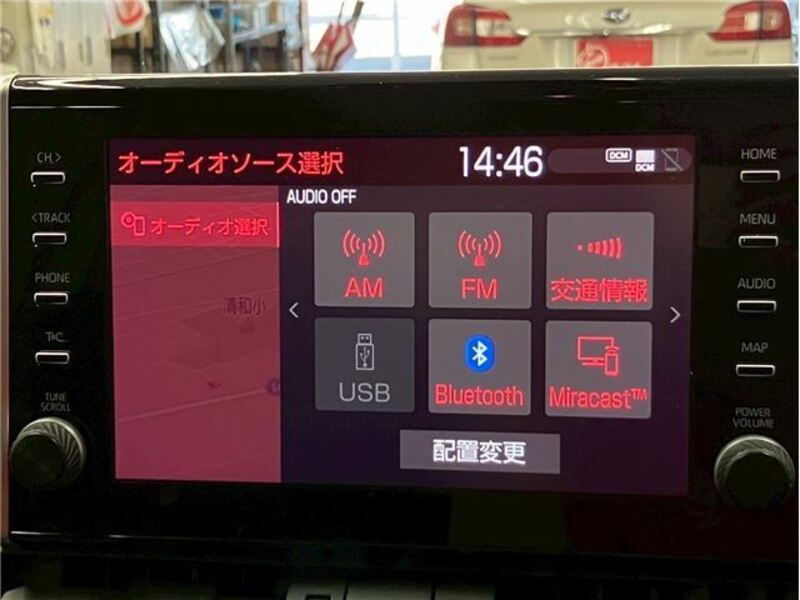 CH.>
<TRACK
PHONE
T*C
TUNE
SCROLL
オーディオソース選択
14:46
DCM
DCM
オーディオ選択
清和小
AUDIO OFF
AM
FM
交通情報
<
>
USB
Bluetooth
Miracast™
配置変更
HOME
MENU
AUDIO
MAP
POWER
VOLUME